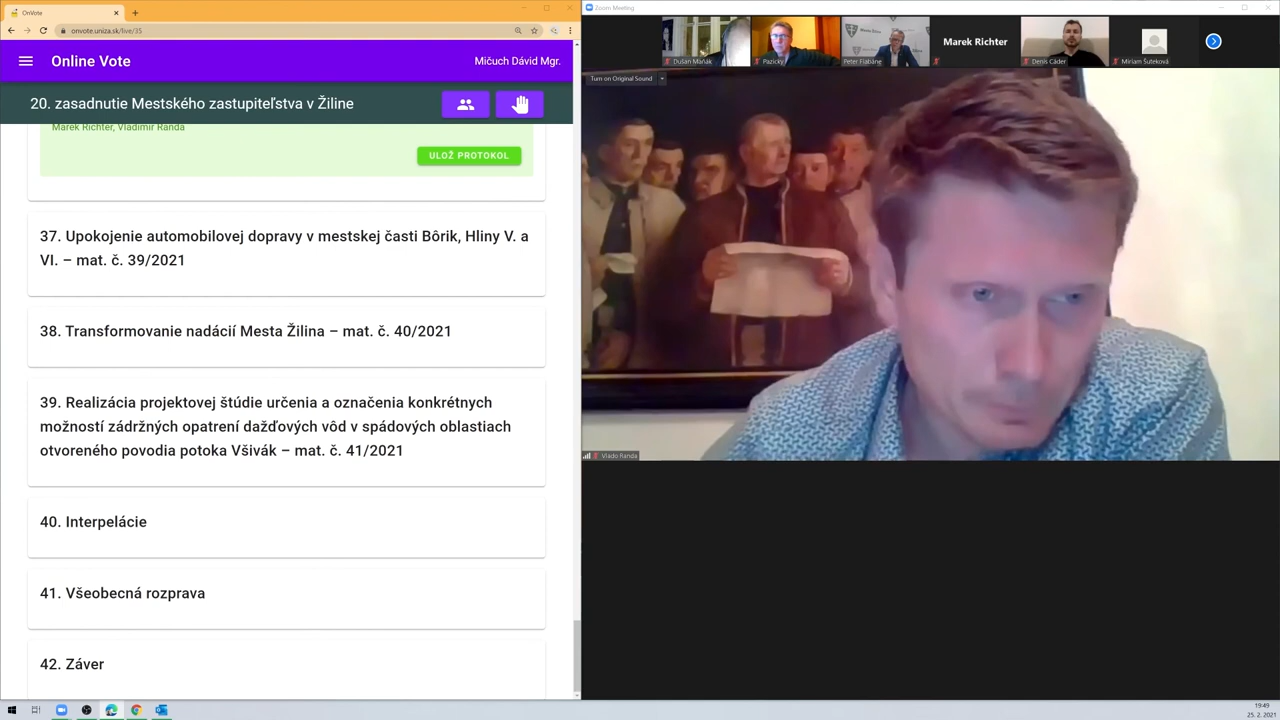 OnVote
onvote.uniza.sk/live/35
Online Vote
Mičuch Dávid Mgr.
20. zasadnutie Mestského zastupiteľstva v Žiline
Marek Richter, Vladimír Randa
ULOŽ PROTOKOL
37. Upokojenie automobilovej dopravy v mestskej časti Bôrik, Hliny V. a
VI. – mat. č. 39/2021
38. Transformovanie nadácií Mesta Žilina – mat. č. 40/2021
39. Realizácia projektovej štúdie určenia a označenia konkrétnych
možností zádržných opatrení dažďových vôd v spádových oblastiach
otvoreného povodia potoka Všivák – mat. č. 41/2021
40. Interpelácie
41. Všeobecná rozprava
42. Záver
Zoom Meeting
Dušan Maňák
Pazicky
Peter Fiabáne
Marek Richter
Denis Cáder
Miriam Šuteková
Turn on Original Sound
Vlado Randa
19:49
25. 2. 2021